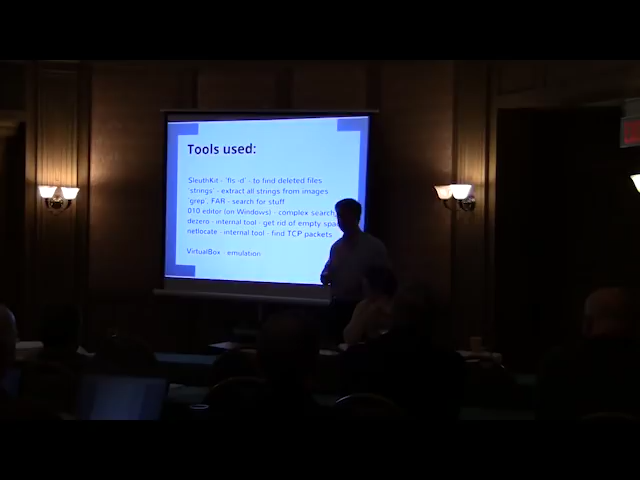 Tools used:
SleuthKit - 'fls -d' - to find deleted files
'strings' - extract all strings from images
'grep', FAR - search for stuff
010 editor (on Windows) - complex search,
dezero - internal tool - get rid of empty
netlocate - internal tool - find TCP packets
VirtualBox - emulation